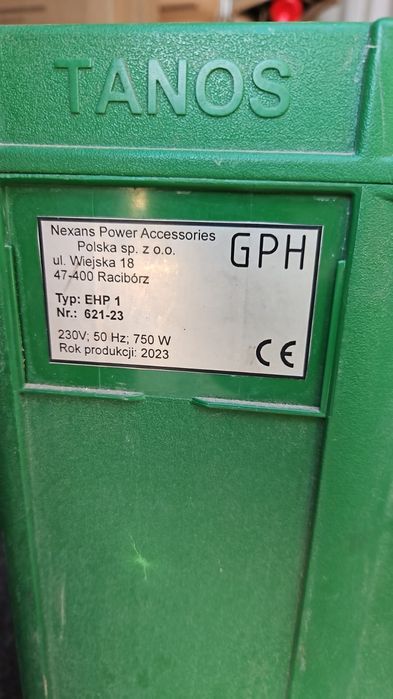 TANOS
Nexans Power Accessories
Polska sp. z o.o.
ul. Wiejska 18
47-400 Racibórz
GPH
Typ: EHP 1
Nr.: 621-23
230V; 50 Hz; 750 W
Rok produkcji: 2023
CE